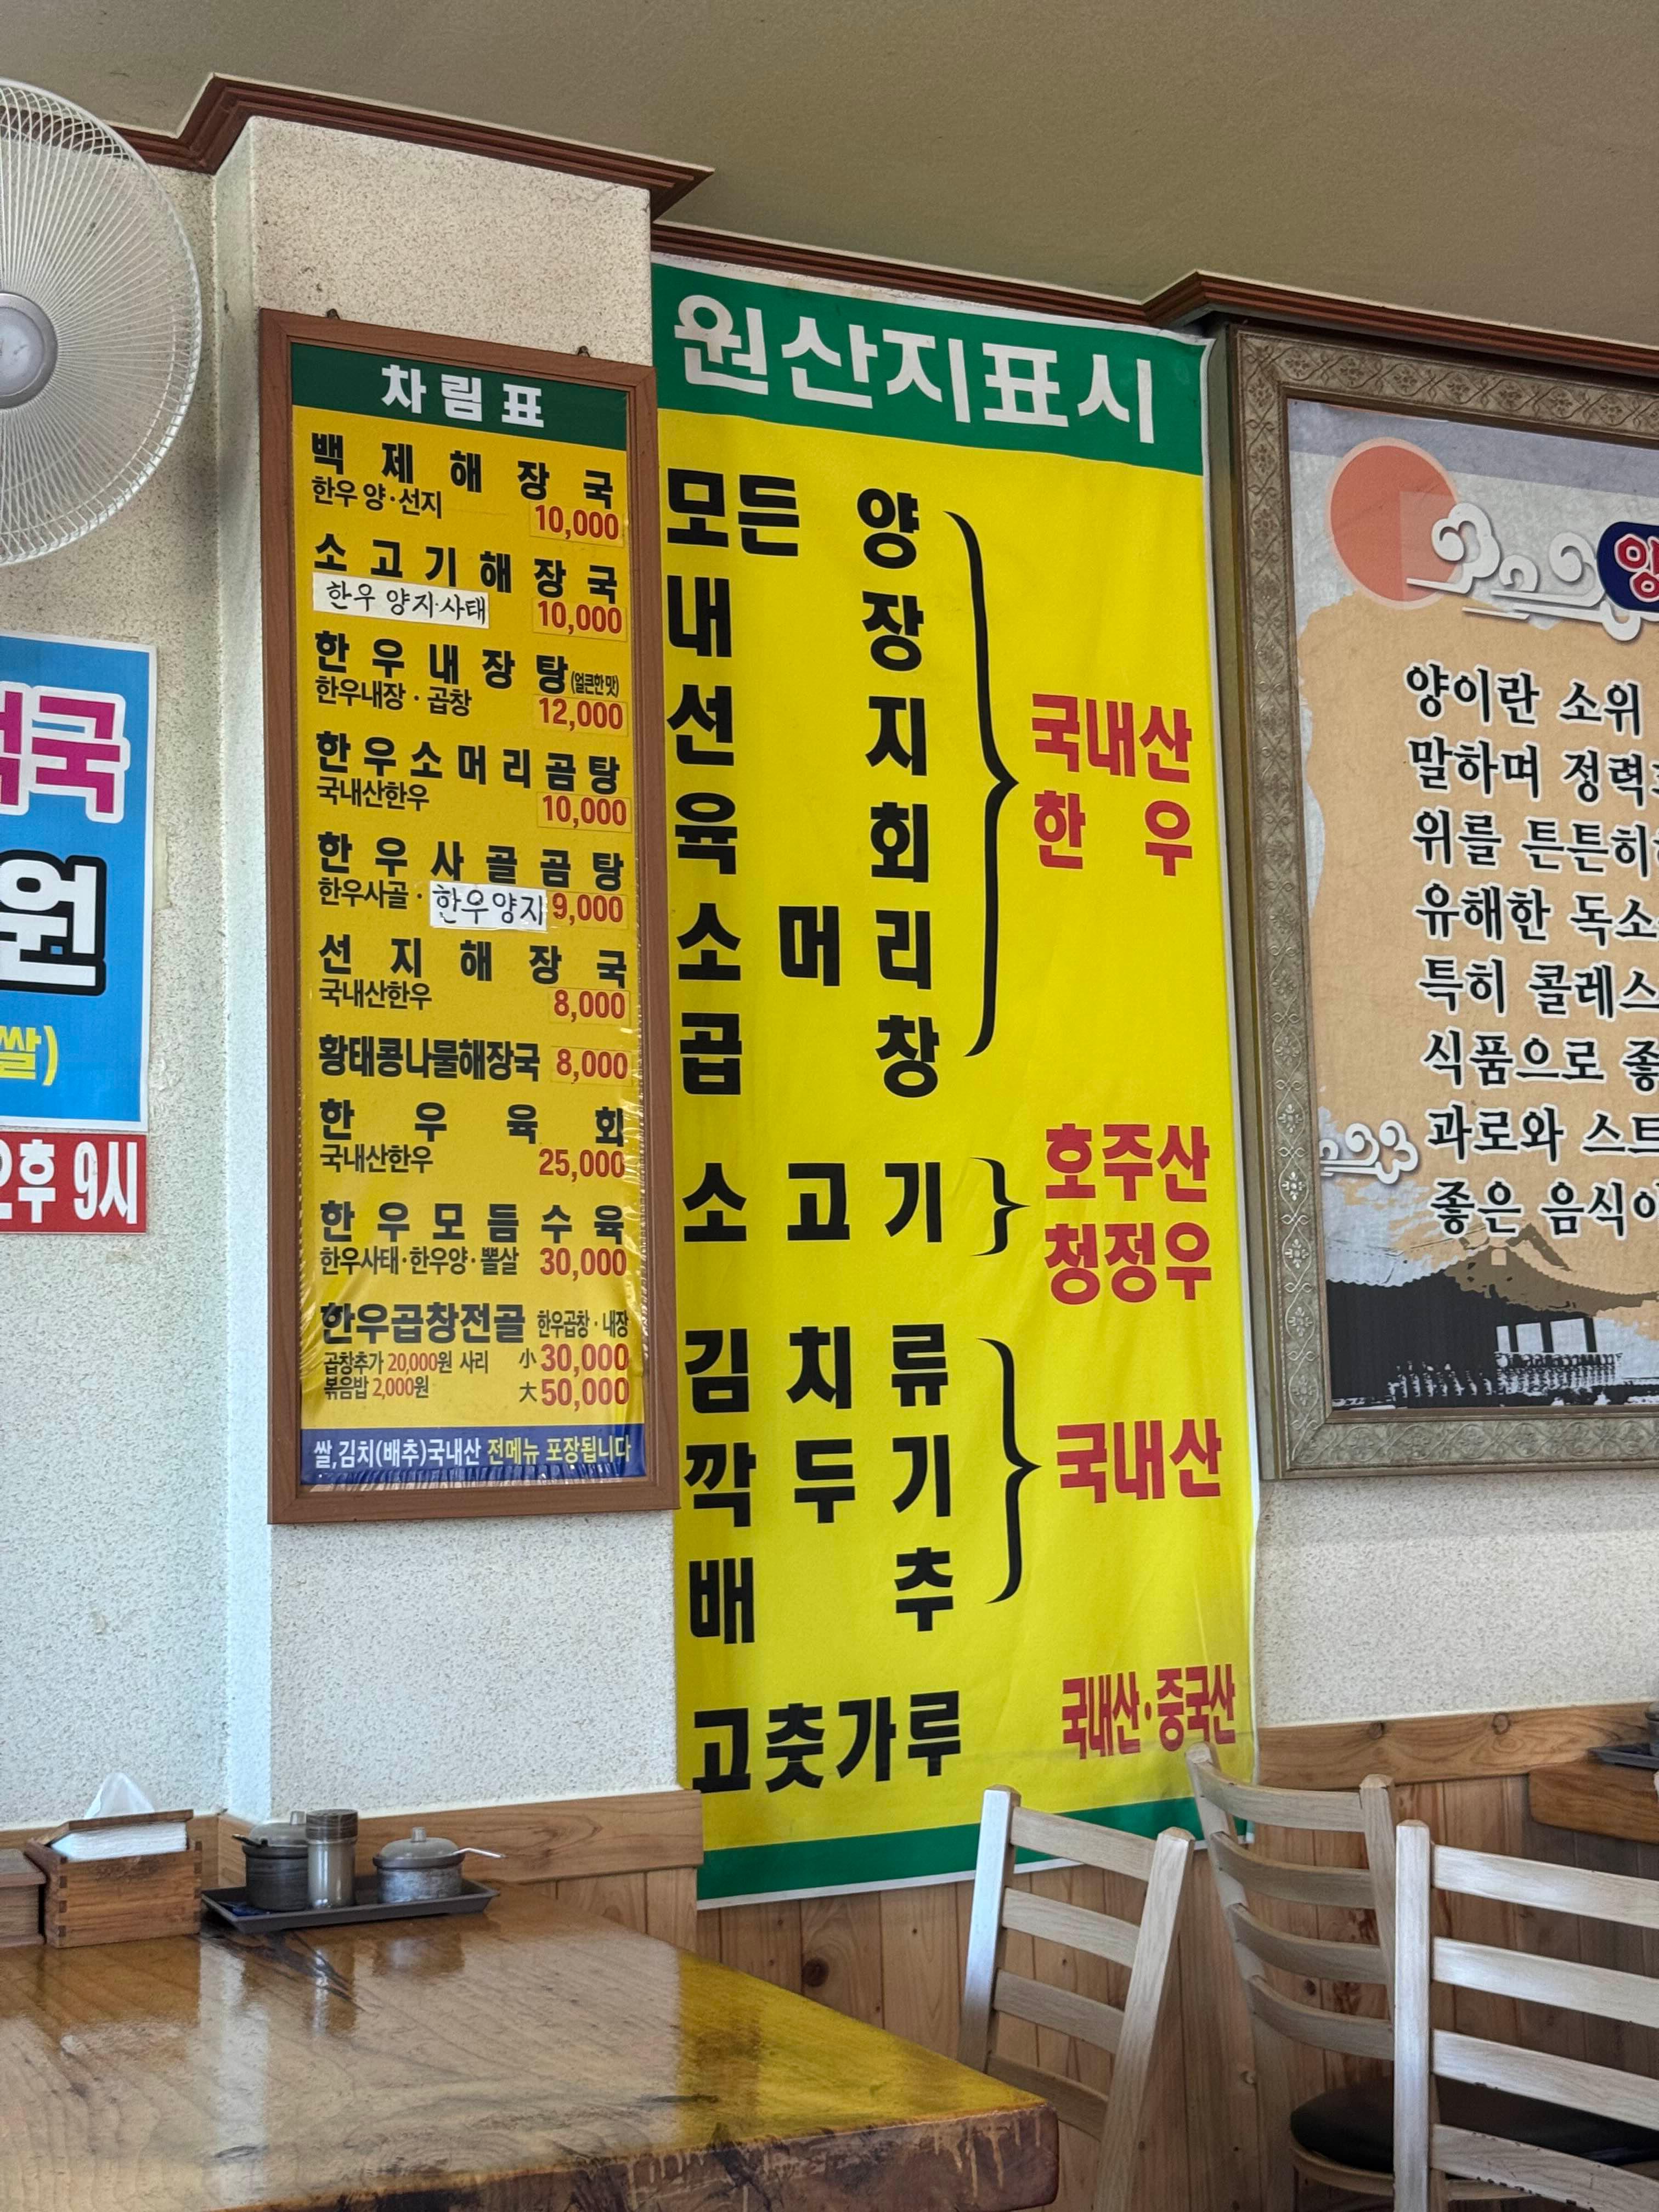 차림표
백제해장국
한우 양·선지
10,000
소고기해장국
한우 양지·사태
10,000
한우내장탕(얼큰한맛)
한우내장·곱창
12,000
한우소머리곰탕
국내산한우
10,000
한우사골곰탕
한우사골·한우양지 9,000
선지해장국
국내산한우
8,000
황태콩나물해장국 8,000
한우육회
국내산한우
25,000
한우모듬수육
한우사태·한우양·뽈살 30,000
한우곱창전골 한우곱창·내장
곱창추가 20,000원 사리 小 30,000
볶음밥 2,000원 大 50,000
쌀,김치(배추)국내산 전메뉴 포장됩니다
원산지표시
모든 양
내장
선지
육회
소머리
곱창
국내산
한우
소고기
호주산
청정우
김치류
깍두기
배추
국내산
고춧가루 국내산·중국산
국
원
쌀)
오후 9시
양이란 소위
말하며 정력
위를 튼튼히
유해한 독소
특히 콜레스
식품으로 좋
과로와 스트
좋은 음식이